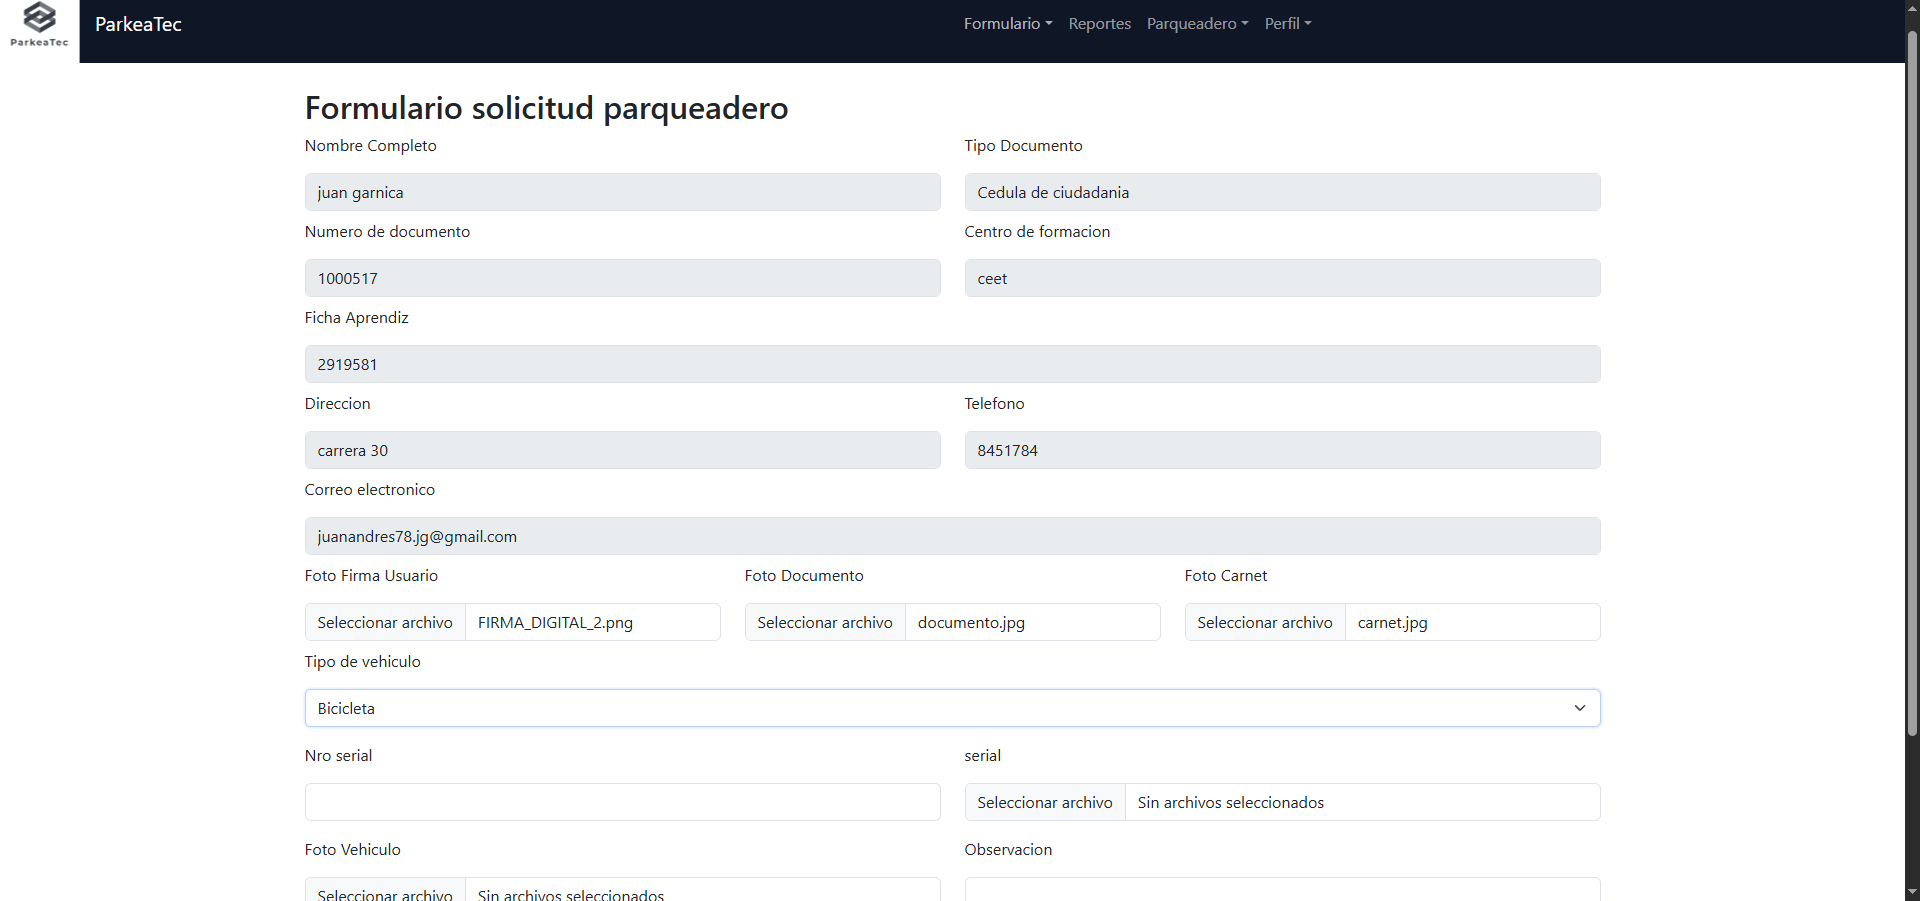 ParkeaTec
ParkeaTec
Formulario
Reportes
Parqueadero
Perfil
Formulario solicitud parqueadero
Nombre Completo
Tipo Documento
juan garnica
Cedula de ciudadania
Numero de documento
Centro de formacion
1000517
ceet
Ficha Aprendiz
2919581
Direccion
Telefono
carrera 30
8451784
Correo electronico
juanandres78.jg@gmail.com
Foto Firma Usuario
Foto Documento
Foto Carnet
Seleccionar archivo FIRMA_DIGITAL_2.png
Seleccionar archivo documento.jpg
Seleccionar archivo carnet.jpg
Tipo de vehiculo
Bicicleta
Nro serial
serial
Seleccionar archivo Sin archivos seleccionados
Foto Vehiculo
Observacion
Seleccionar archivo Sin archivos seleccionados